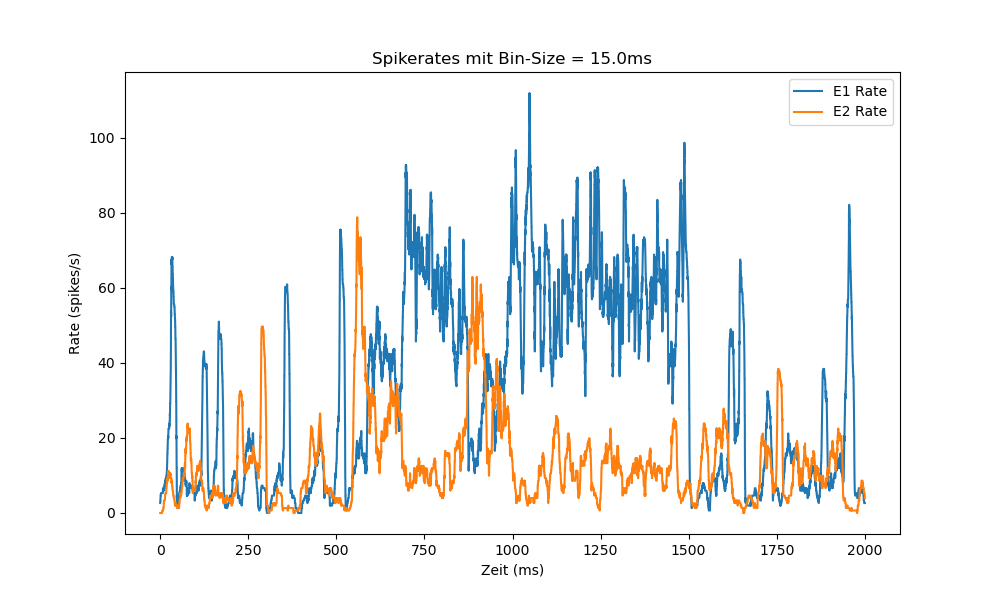 Spikerates mit Bin-Size = 15.0ms
E1 Rate
E2 Rate
Rate (spikes/s)
100
80
60
40
20
0
0 250 500 750 1000 1250 1500 1750 2000
Zeit (ms)